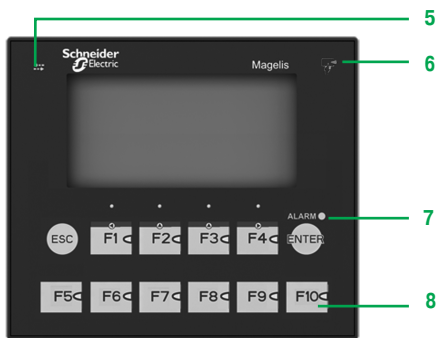 5
Schneider
Electric
Magelis
6
ALARM
7
ESC
F1
F2
F3
F4
ENTER
F5
F6
F7
F8
F9
F10
8